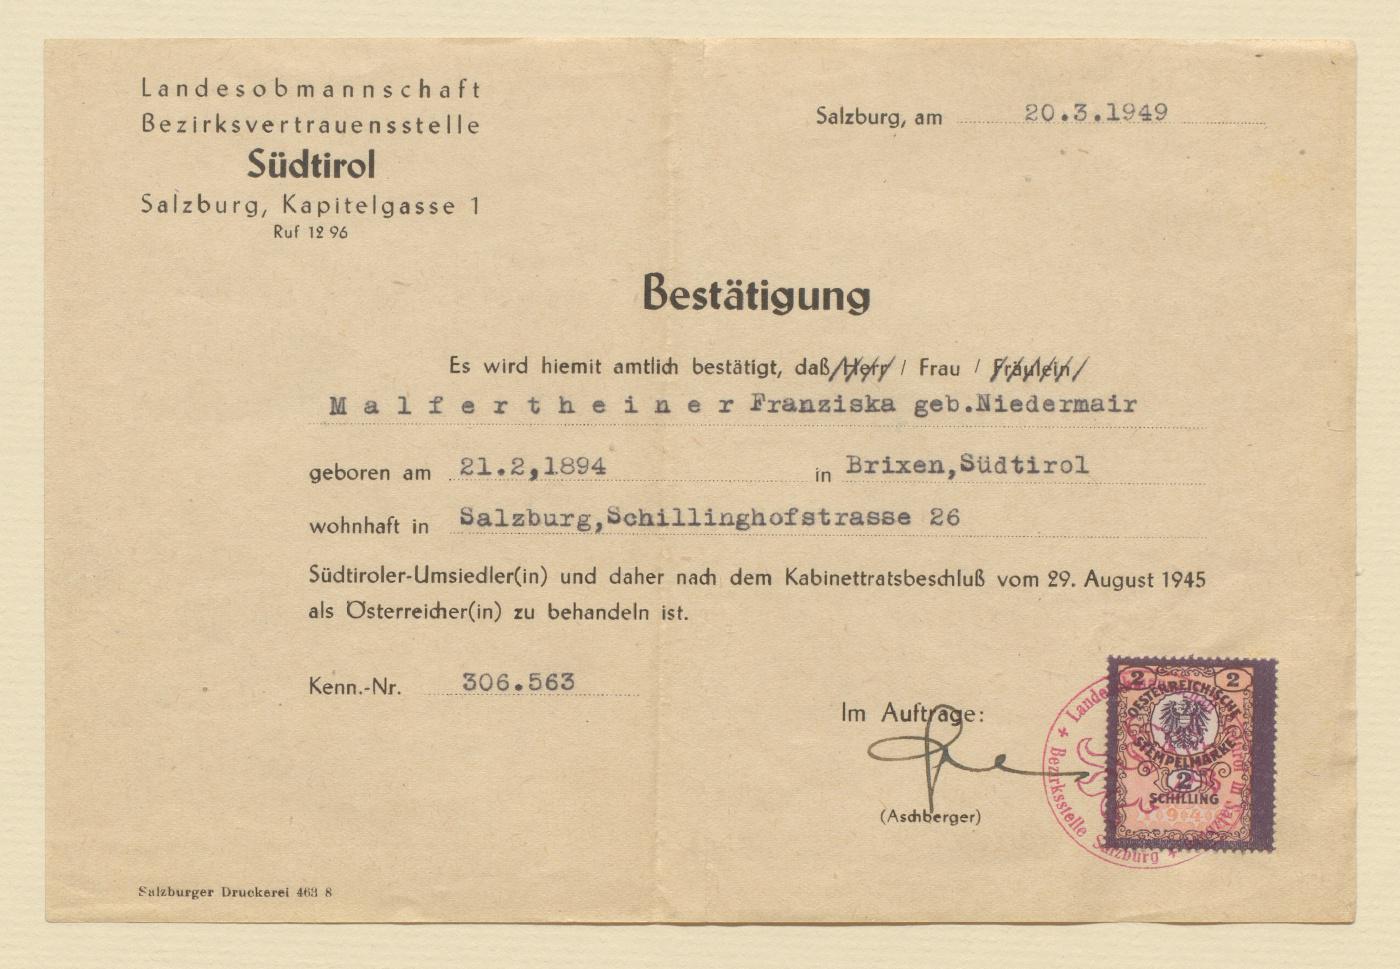 Landesobmannschaft
Bezirksvertrauensstelle
Südtirol
Salzburg, Kapitelgasse 1
Ruf 12 96
Salzburg, am 20.3.1949
Bestätigung
Es wird hiemit amtlich bestätigt, daß Herr / Frau / Fräulein
Malfertheiner Franziska geb.Niedermair
geboren am 21.2,1894 in Brixen,Südtirol
wohnhaft in Salzburg,Schillinghofstrasse 26
Südtiroler-Umsiedler(in) und daher nach dem Kabinettratsbeschluß vom 29. August 1945
als Österreicher(in) zu behandeln ist.
Kenn.-Nr. 306.563
Im Auftrage:
(Aschberger)
2 2
OESTERREICHISCHE
STEMPELMARKE
2
SCHILLING
Bezirksstelle Salzburg
Salzburger Druckerei 463 8